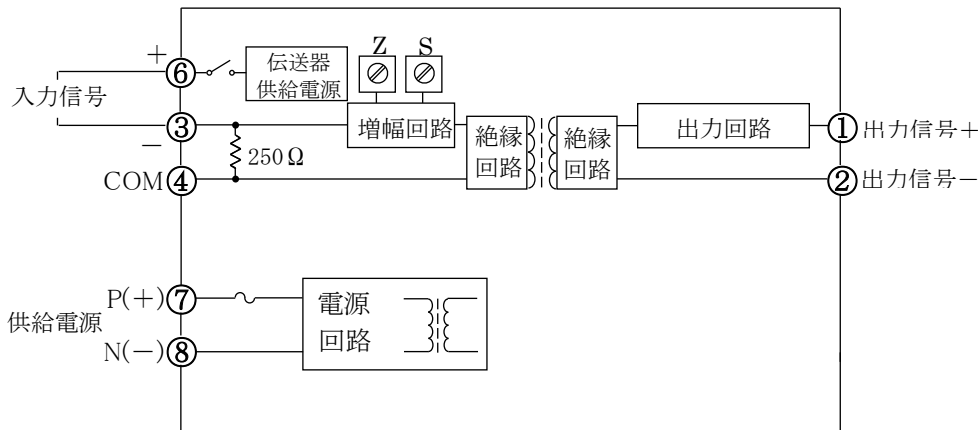 Z
S
+
⑥
伝送器
供給電源
入力信号
③
−
増幅回路
250Ω
COM
④
絶縁
回路
絶縁
回路
出力回路
①
出力信号+
②
出力信号−
P(+)
⑦
供給電源
N(−)
⑧
電源
回路